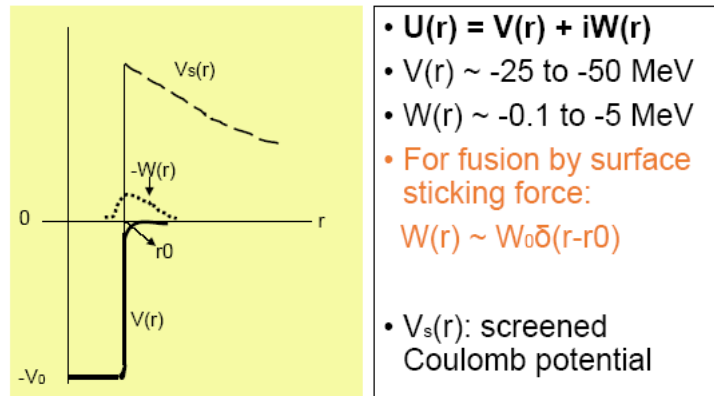 Vs(r)
-W(r)
0
r
r0
V(r)
-V₀
• U(r) = V(r) + iW(r)
• V(r) ~ -25 to -50 MeV
• W(r) ~ -0.1 to -5 MeV
• For fusion by surface
sticking force:
W(r) ~ W₀δ(r-r0)
• Vₛ(r): screened
Coulomb potential